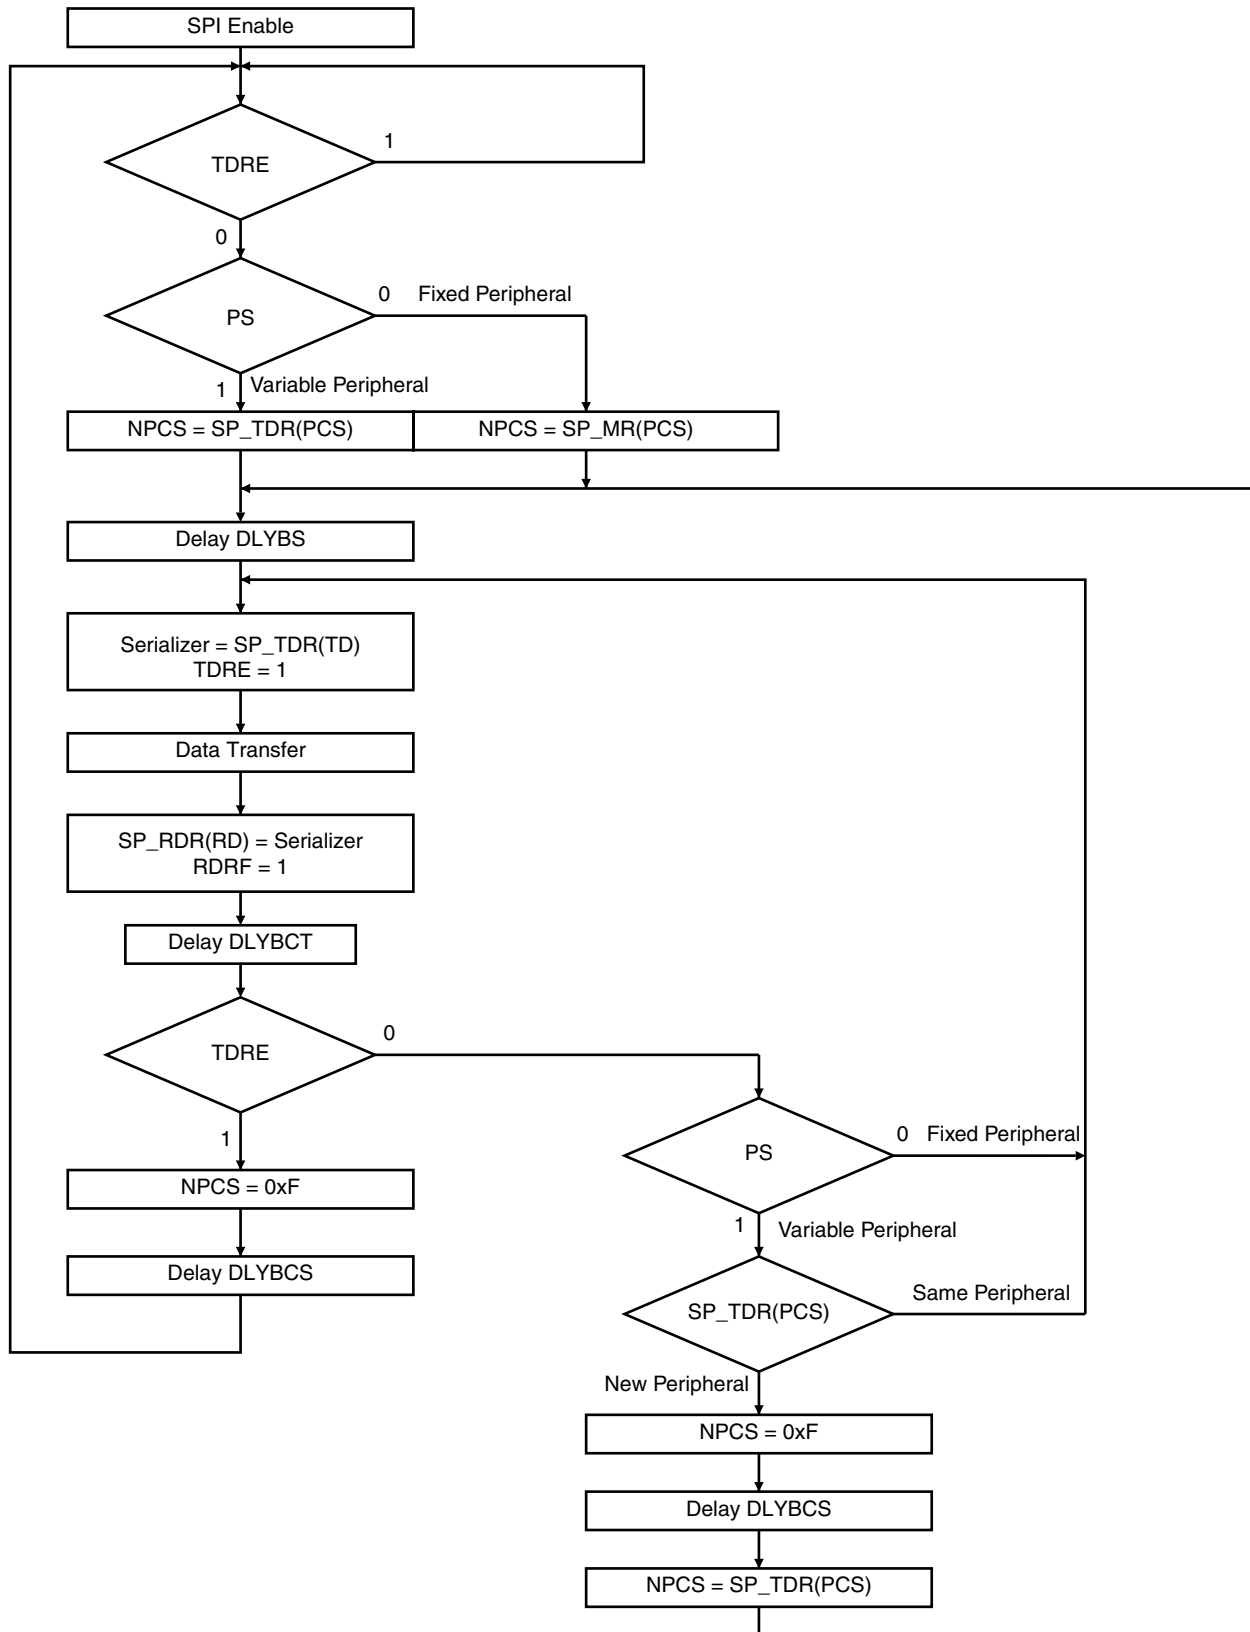 SPI Enable
TDRE
1
0
PS
0 Fixed Peripheral
1 Variable Peripheral
NPCS = SP_TDR(PCS)
NPCS = SP_MR(PCS)
Delay DLYBS
Serializer = SP_TDR(TD)
TDRE = 1
Data Transfer
SP_RDR(RD) = Serializer
RDRF = 1
Delay DLYBCT
TDRE
0
1
PS
0 Fixed Peripheral
NPCS = 0xF
1 Variable Peripheral
Delay DLYBCS
SP_TDR(PCS)
Same Peripheral
New Peripheral
NPCS = 0xF
Delay DLYBCS
NPCS = SP_TDR(PCS)